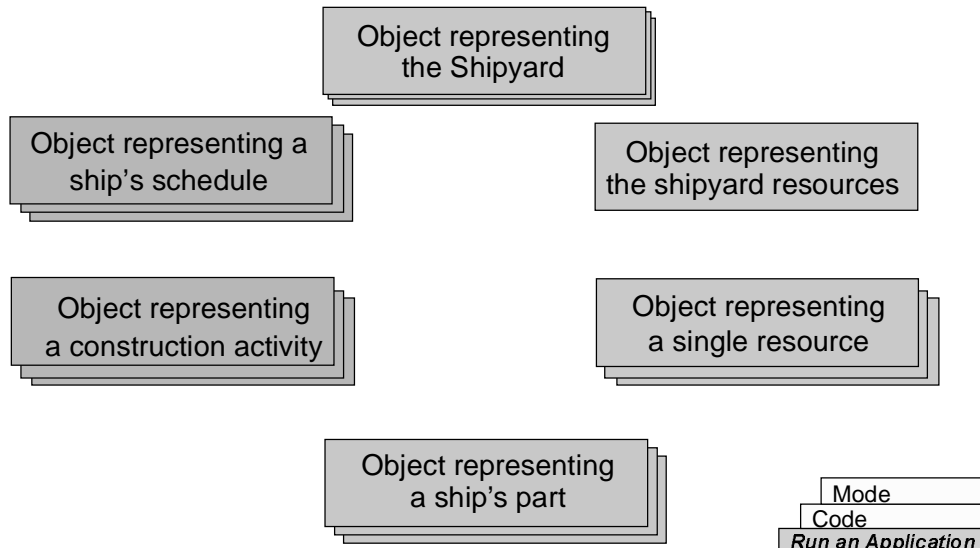 Object representing
the Shipyard
Object representing a
ship's schedule
Object representing
the shipyard resources
Object representing
a construction activity
Object representing
a single resource
Object representing
a ship's part
Mode
Code
Run an Application